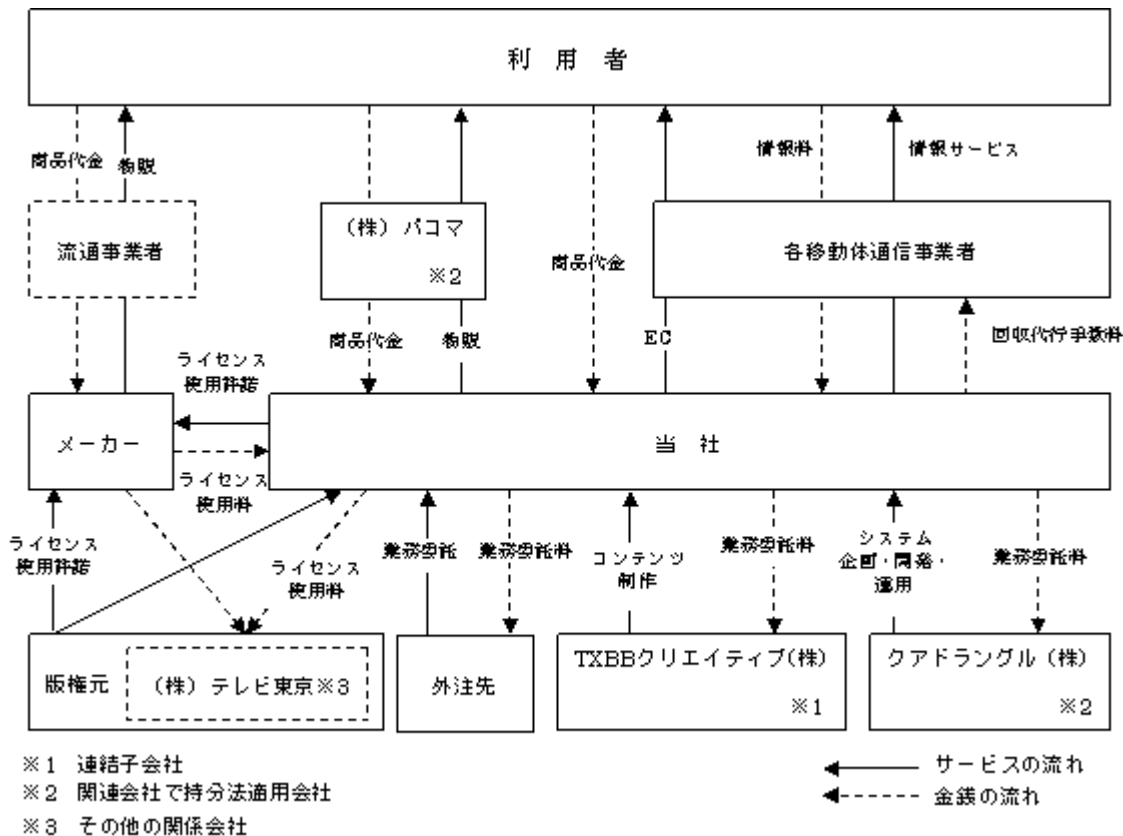 利 用 者
商品代金
物販
商品代金
情報料
情報サービス
流通事業者
(株) パコマ
※2
各移動体通信事業者
商品代金
物販
EC
回収代行手数料
ライセンス
使用許諾
メーカー
当 社
ライセンス
使用料
ライセンス
使用許諾
ライセンス
使用料
業務委託
業務委託料
コンテンツ
制作
業務委託料
システム
企画・開発・
運用
業務委託料
版権元
(株) テレビ東京※3
外注先
TXBBクリエイティブ(株)
※1
クアドラングル (株)
※2
※1 連結子会社
※2 関連会社で持分法適用会社
※3 その他の関係会社
サービスの流れ
金銭の流れ